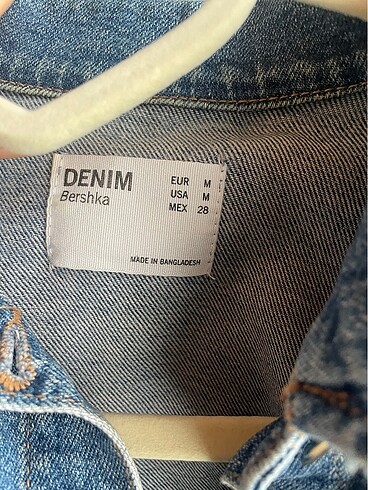 DENIM
Bershka
EUR M
USA M
MEX 28
MADE IN BANGLADESH